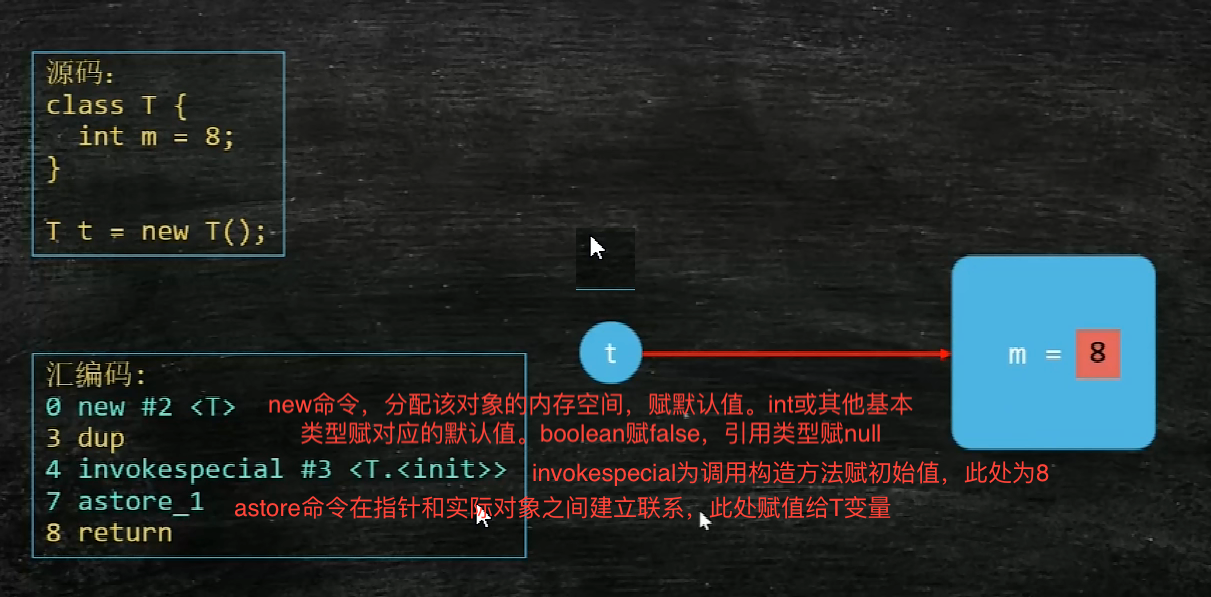 源码:
class T {
int m = 8;
}
T t = new T();
t
m = 8
汇编码:
0 new #2 <T>
new命令，分配该对象的内存空间，赋默认值。int或其他基本
类型赋对应的默认值。boolean赋false，引用类型赋null
3 dup
4 invokespecial #3 <T.<init>>
invokespecial为调用构造方法赋初始值，此处为8
7 astore_1
astore命令在指针和实际对象之间建立联系，此处赋值给T变量
8 return